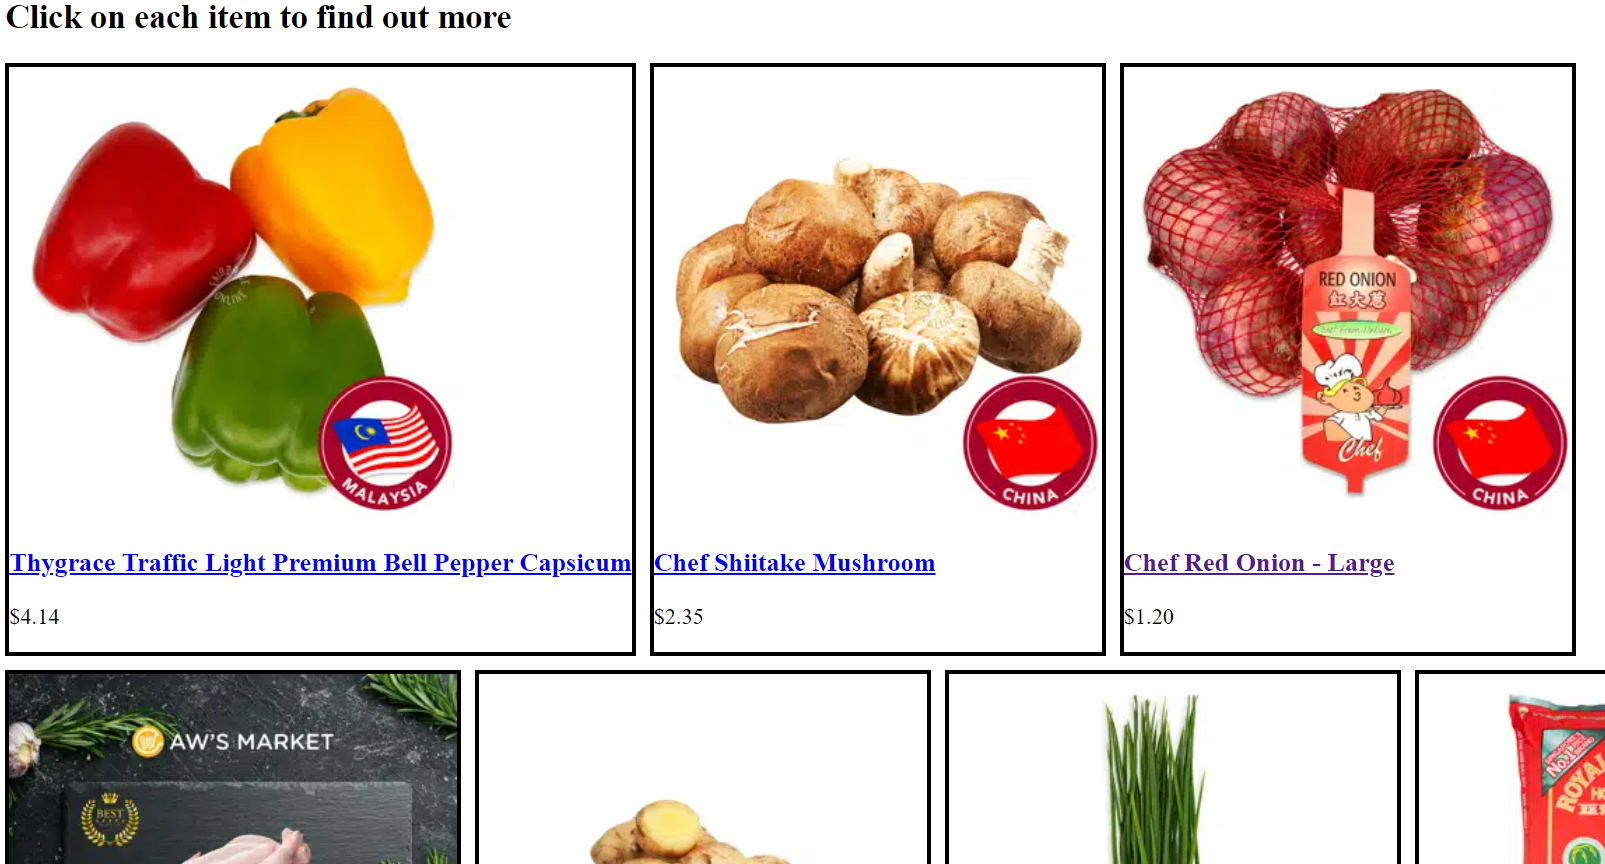 Click on each item to find out more
MALAYSIA
Thygrace Traffic Light Premium Bell Pepper Capsicum
$4.14
CHINA
Chef Shiitake Mushroom
$2.35
RED ONION
红大葱
Chef
CHINA
Chef Red Onion - Large
$1.20
AW'S MARKET
BEST
NO.1
ROYAL